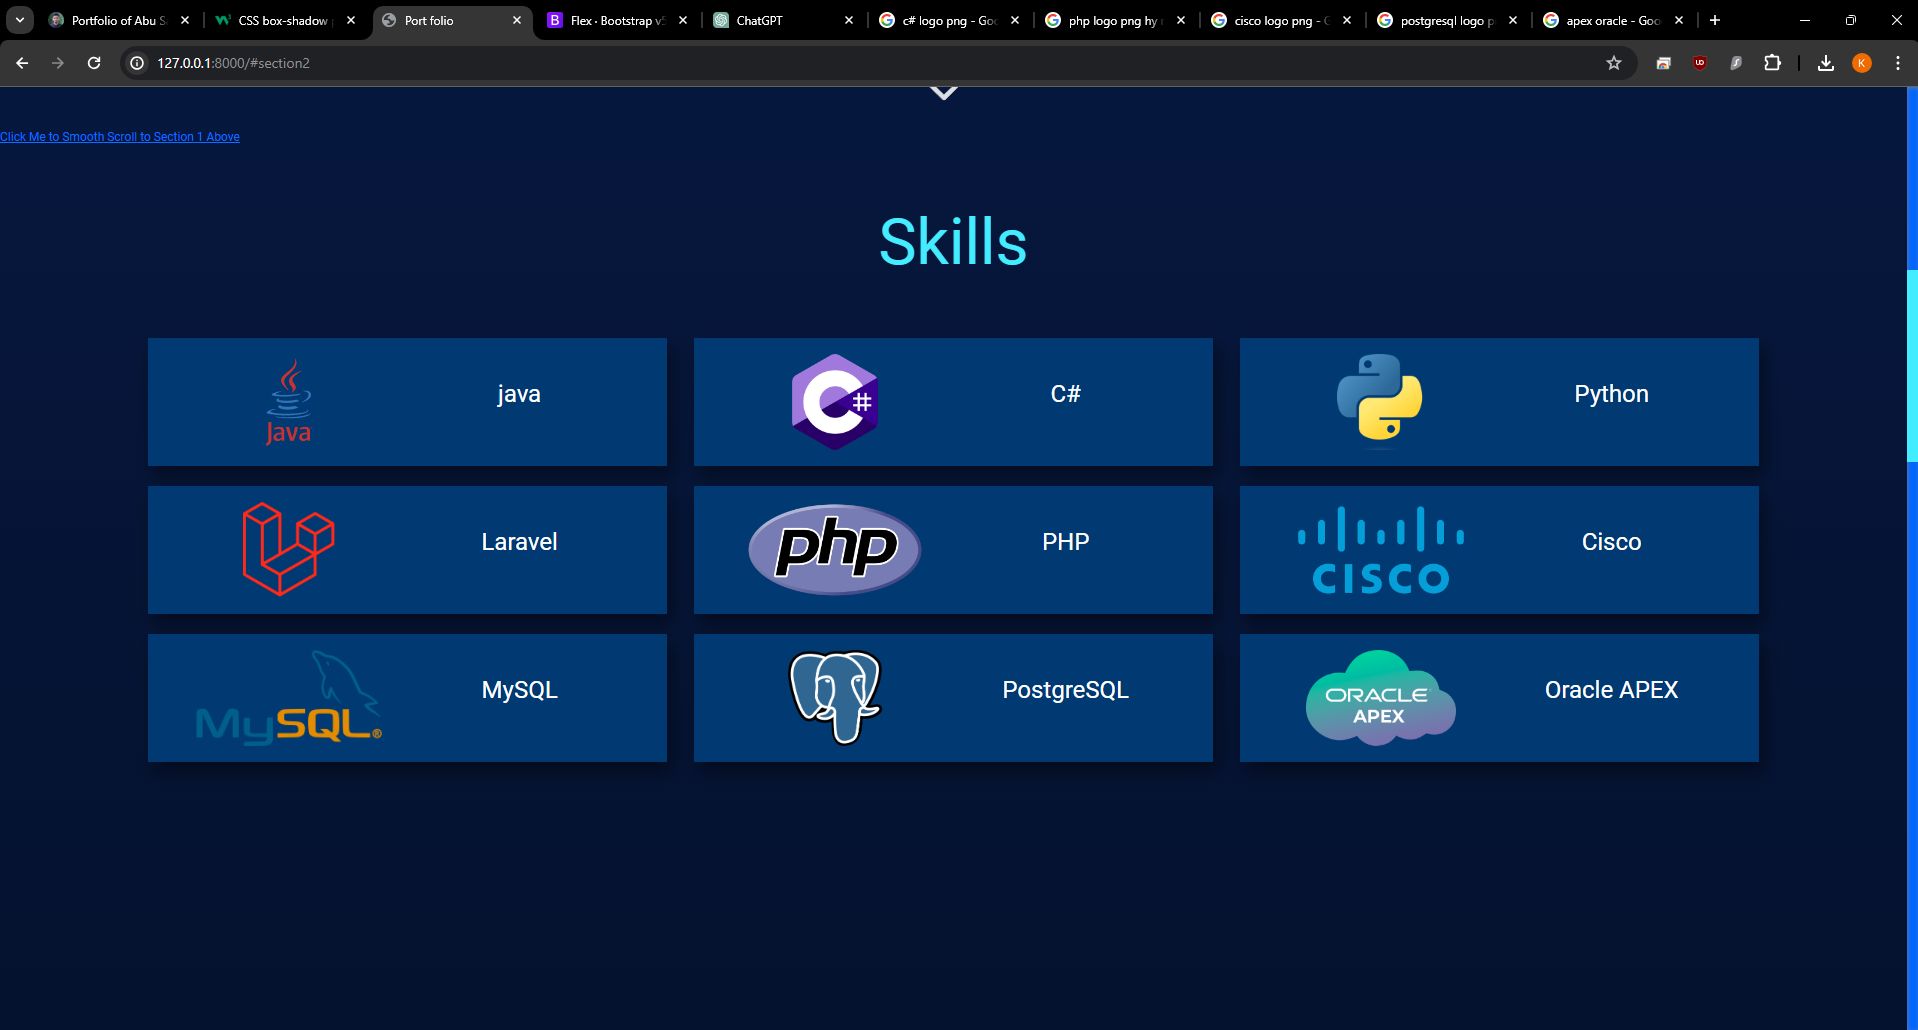 Portfolio of Abu S
CSS box-shadow
Port folio
Flex · Bootstrap v5
ChatGPT
c# logo png - Goo
php logo png hy
cisco logo png - G
postgresql logo p
apex oracle - Goo
127.0.0.1:8000/#section2
K
Click Me to Smooth Scroll to Section 1 Above
Skills
Java
java
C#
C#
Python
Laravel
php
PHP
CISCO
Cisco
MySQL®
MySQL
PostgreSQL
ORACLE
APEX
Oracle APEX